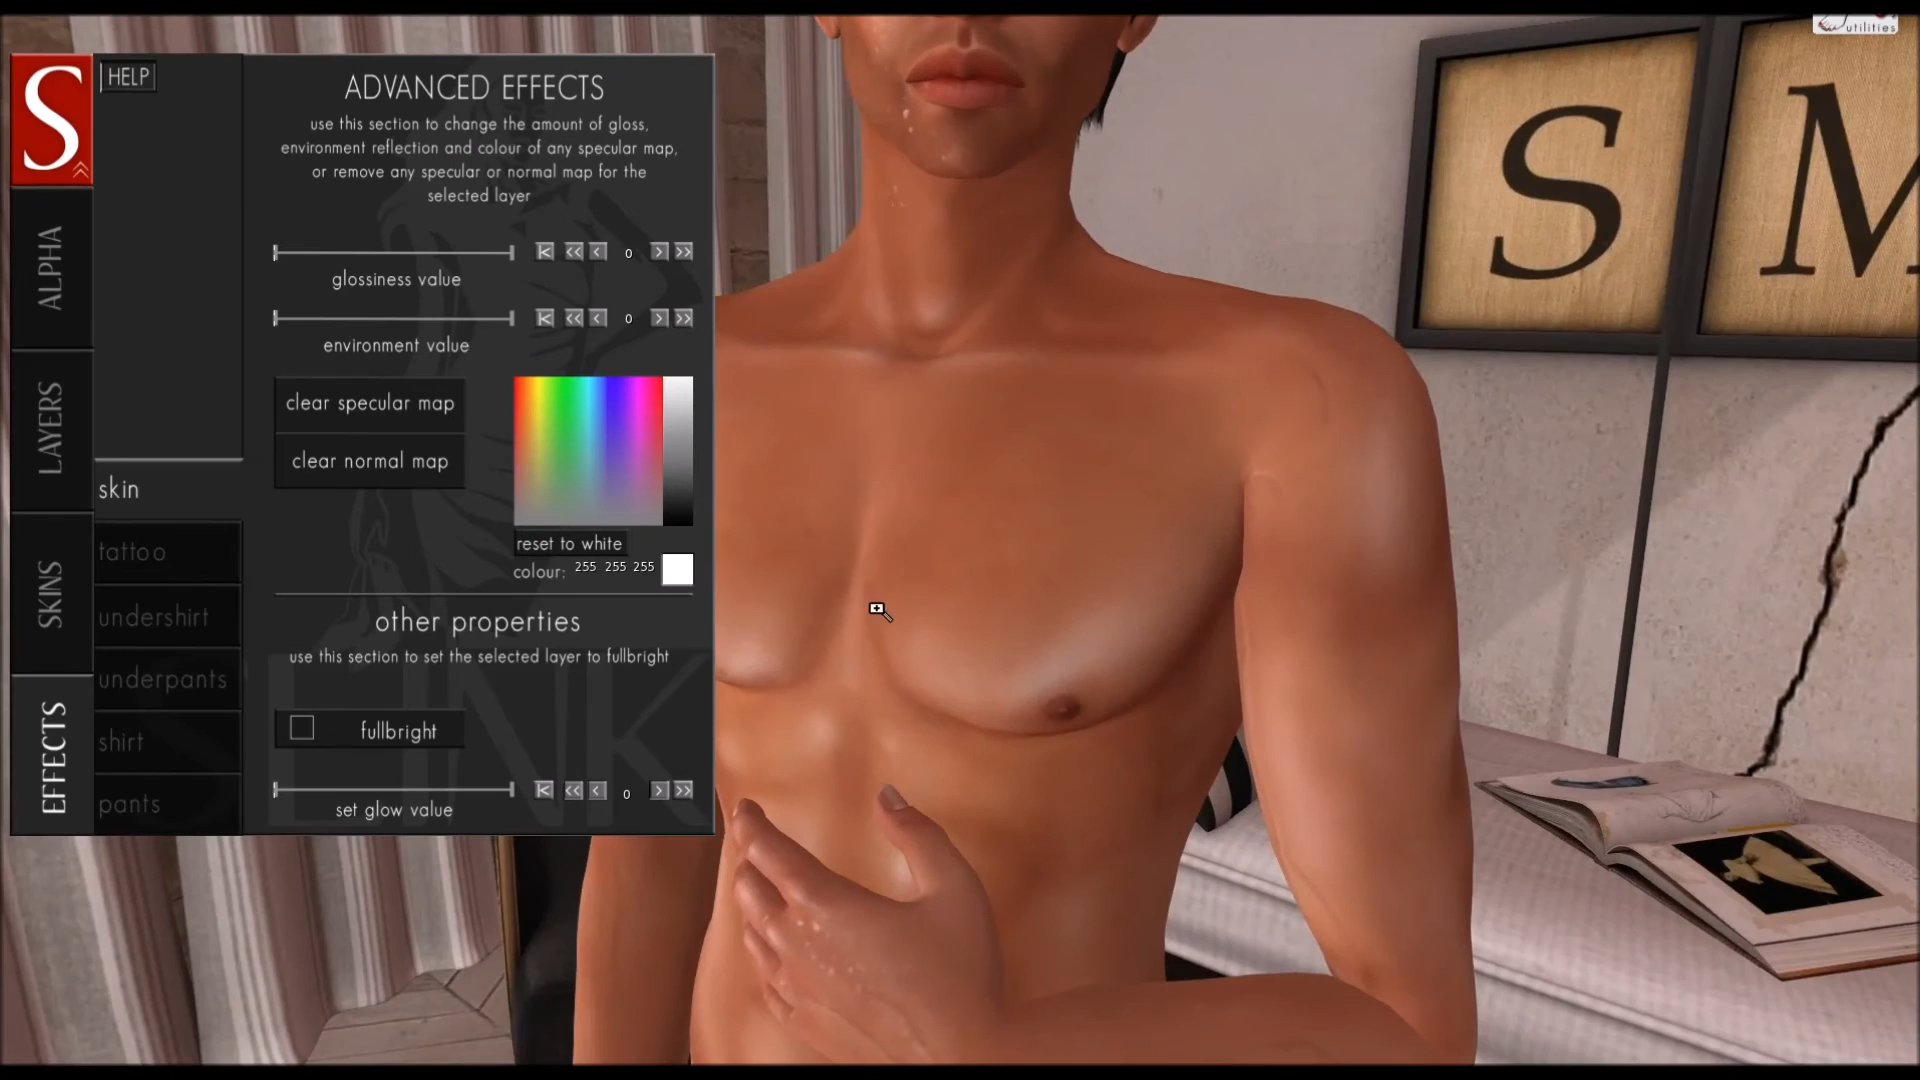 S
HELP
ALPHA
LAYERS
SKINS
EFFECTS
skin
tattoo
undershirt
underpants
shirt
pants
ADVANCED EFFECTS
use this section to change the amount of gloss,
environment reflection and colour of any specular map,
or remove any specular or normal map for the
selected layer
0
glossiness value
0
environment value
clear specular map
clear normal map
reset to white
colour: 255 255 255
other properties
use this section to set the selected layer to fullbright
fullbright
0
set glow value
SLINK
utilities
S
M